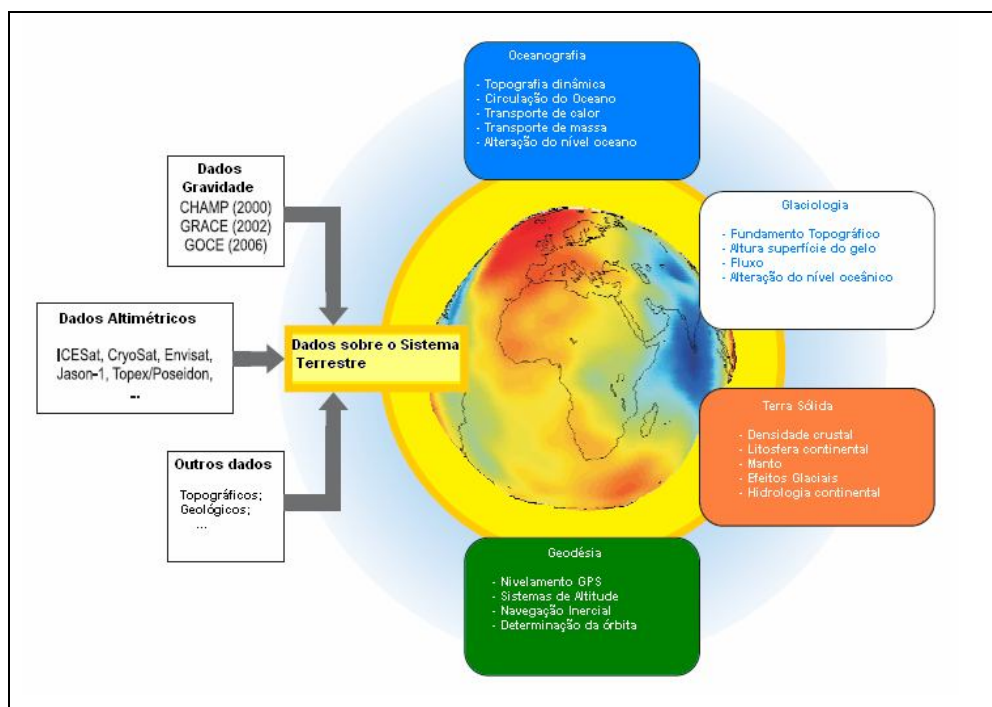 Oceanografia
- Topografia dinâmica
- Circulação do Oceano
- Transporte de calor
- Transporte de massa
- Alteração do nível oceano
Dados
Gravidade
CHAMP (2000)
GRACE (2002)
GOCE (2006)
Glaciologia
- Fundamento Topográfico
- Altura superfície do gelo
- Fluxo
- Alteração do nível oceânico
Dados Altimétricos
ICESat, CryoSat, Envisat,
Jason-1, Topex/Poseidon,
...
Dados sobre o Sistema
Terrestre
Terra Sólida
- Densidade crustal
- Litosfera continental
- Manto
- Efeitos Glaciais
- Hidrologia continental
Outros dados
Topográficos;
Geológicos;
...
Geodésia
- Nivelamento GPS
- Sistemas de Altitude
- Navegação Inercial
- Determinação da órbita